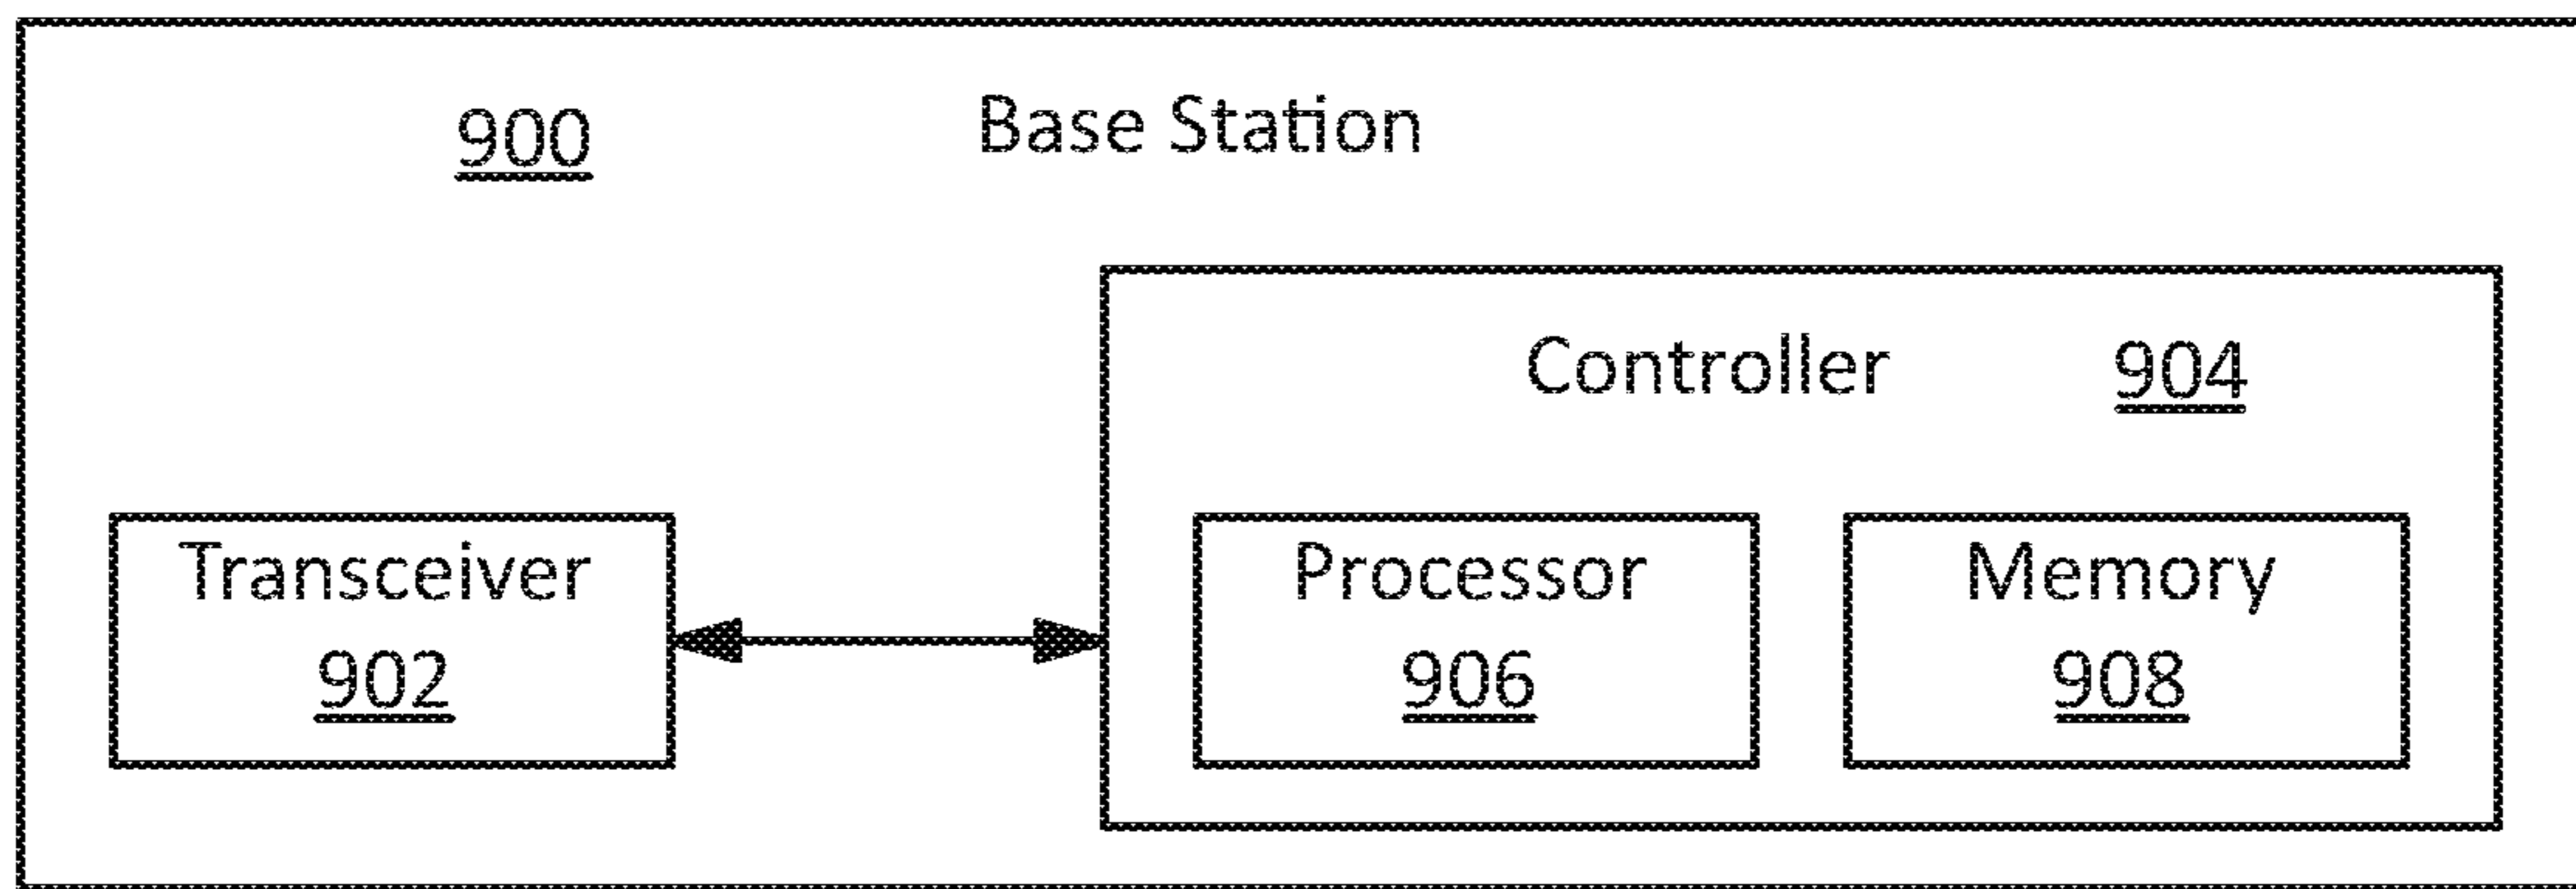 900 Base Station
Controller 904
Transceiver
902
Processor
906
Memory
908